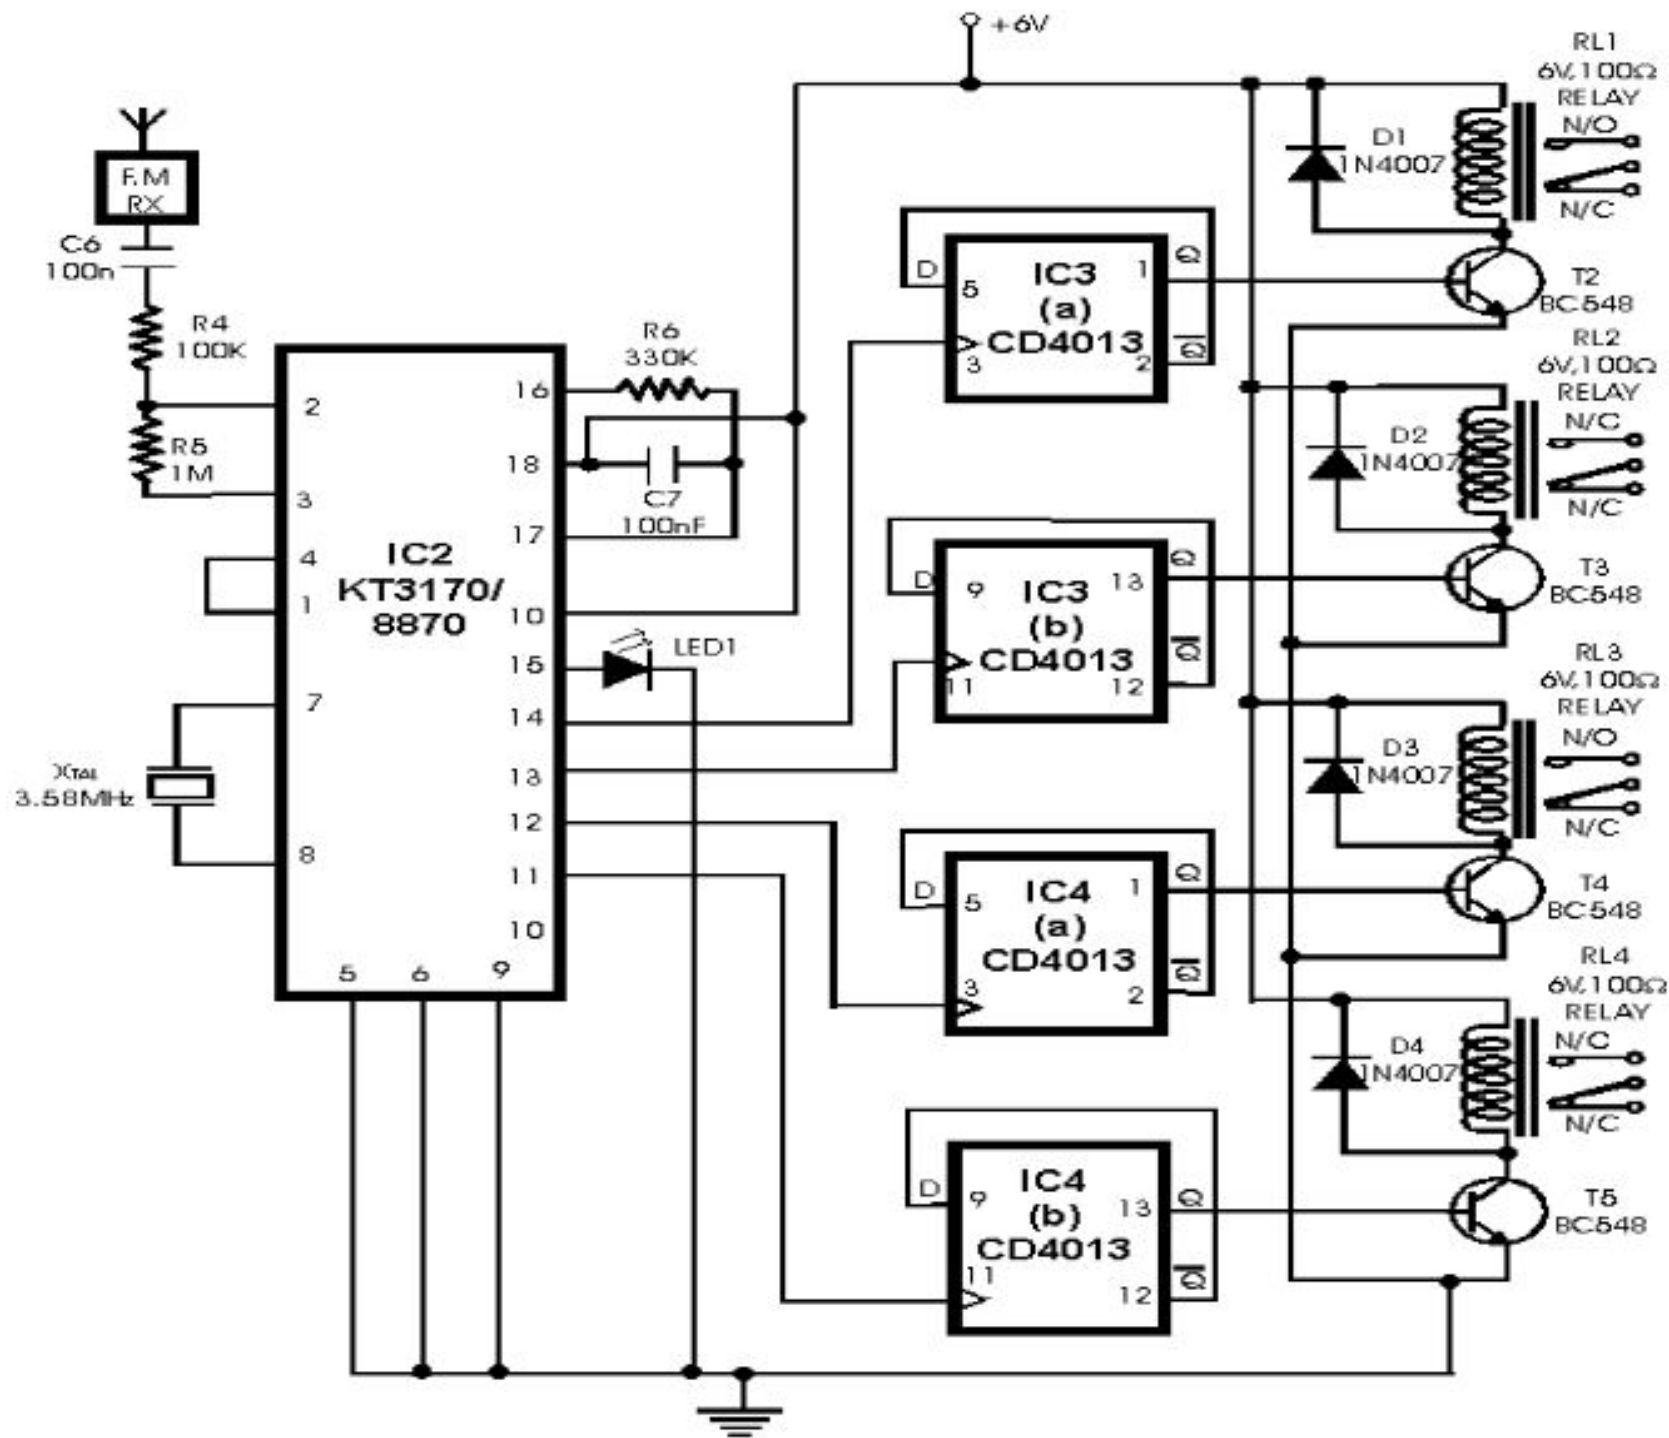 +6V
RL1
6V,100Ω
RELAY
N/O
N/C
D1
1N4007
T2
BC548
F.M
RX
C6
100n
R4
100K
R5
1M
2
3
4
1
7
8
XTAL
3.58MHz
IC2
KT3170/
8870
16
18
17
10
15
14
13
12
11
10
5
6
9
R6
330K
C7
100nF
LED1
D
5
IC3
(a)
CD4013
3
1
2
Q
Q̅
D
9
IC3
(b)
CD4013
11
13
12
Q
Q̅
D
5
IC4
(a)
CD4013
3
1
2
Q
Q̅
D
9
IC4
(b)
CD4013
11
13
12
Q
Q̅
RL2
6V,100Ω
RELAY
N/C
N/C
D2
1N4007
T3
BC548
RL3
6V,100Ω
RELAY
N/O
N/C
D3
1N4007
T4
BC548
RL4
6V,100Ω
RELAY
N/C
N/C
D4
1N4007
T5
BC548